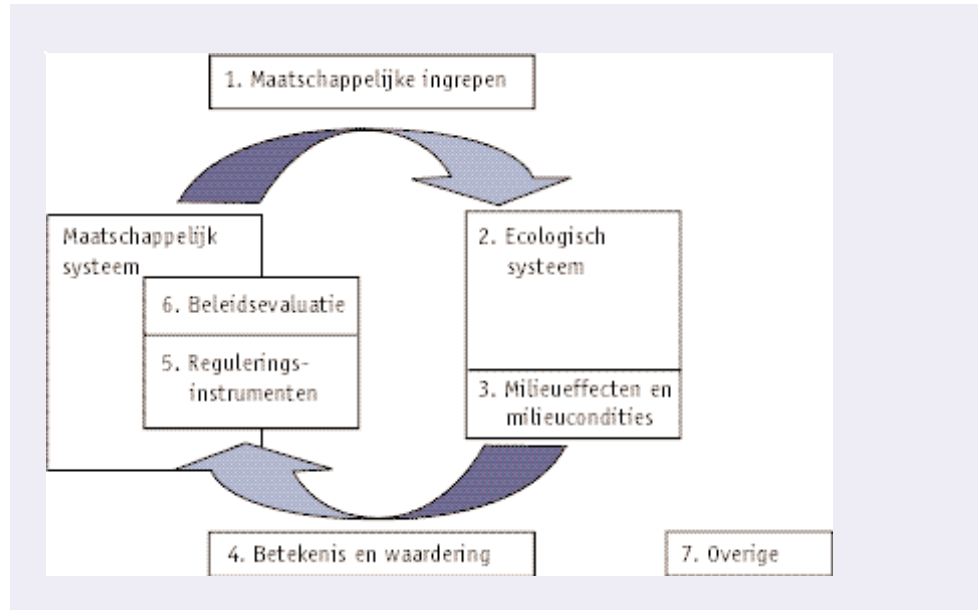 1. Maatschappelijke ingrepen
Maatschappelijk
systeem
6. Beleidsevaluatie
5. Regulerings-
instrumenten
2. Ecologisch
systeem
3. Milieueffecten en
milieucondities
4. Betekenis en waardering
7. Overige